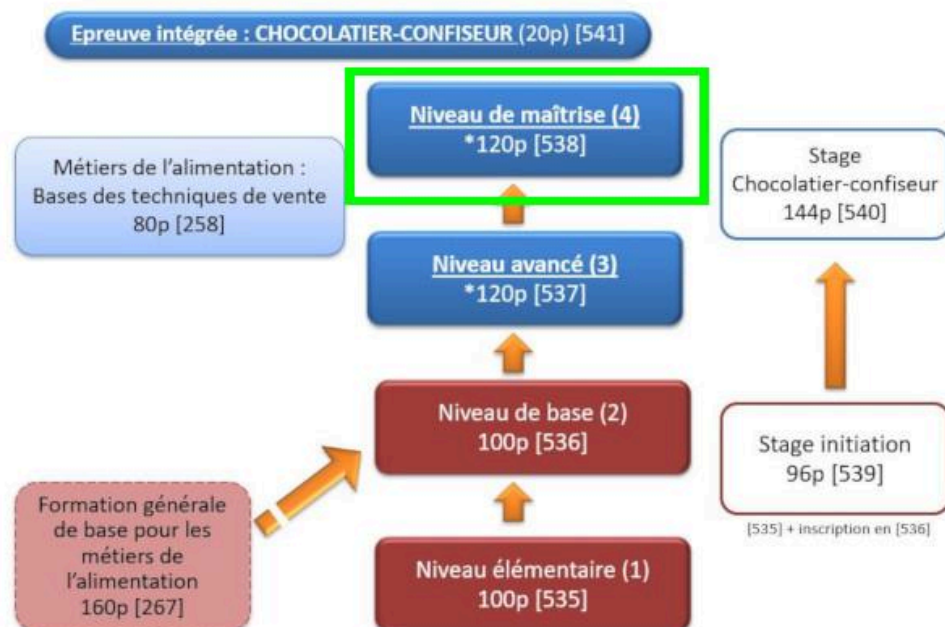 Epreuve intégrée : CHOCOLATIER-CONFISEUR (20p) [541]
Niveau de maîtrise (4)
*120p [538]
Métiers de l'alimentation :
Bases des techniques de vente
80p [258]
Stage
Chocolatier-confiseur
144p [540]
Niveau avancé (3)
*120p [537]
Niveau de base (2)
100p [536]
Stage initiation
96p [539]
[535] + inscription en [536]
Formation générale
de base pour les
métiers de
l'alimentation
160p [267]
Niveau élémentaire (1)
100p [535]